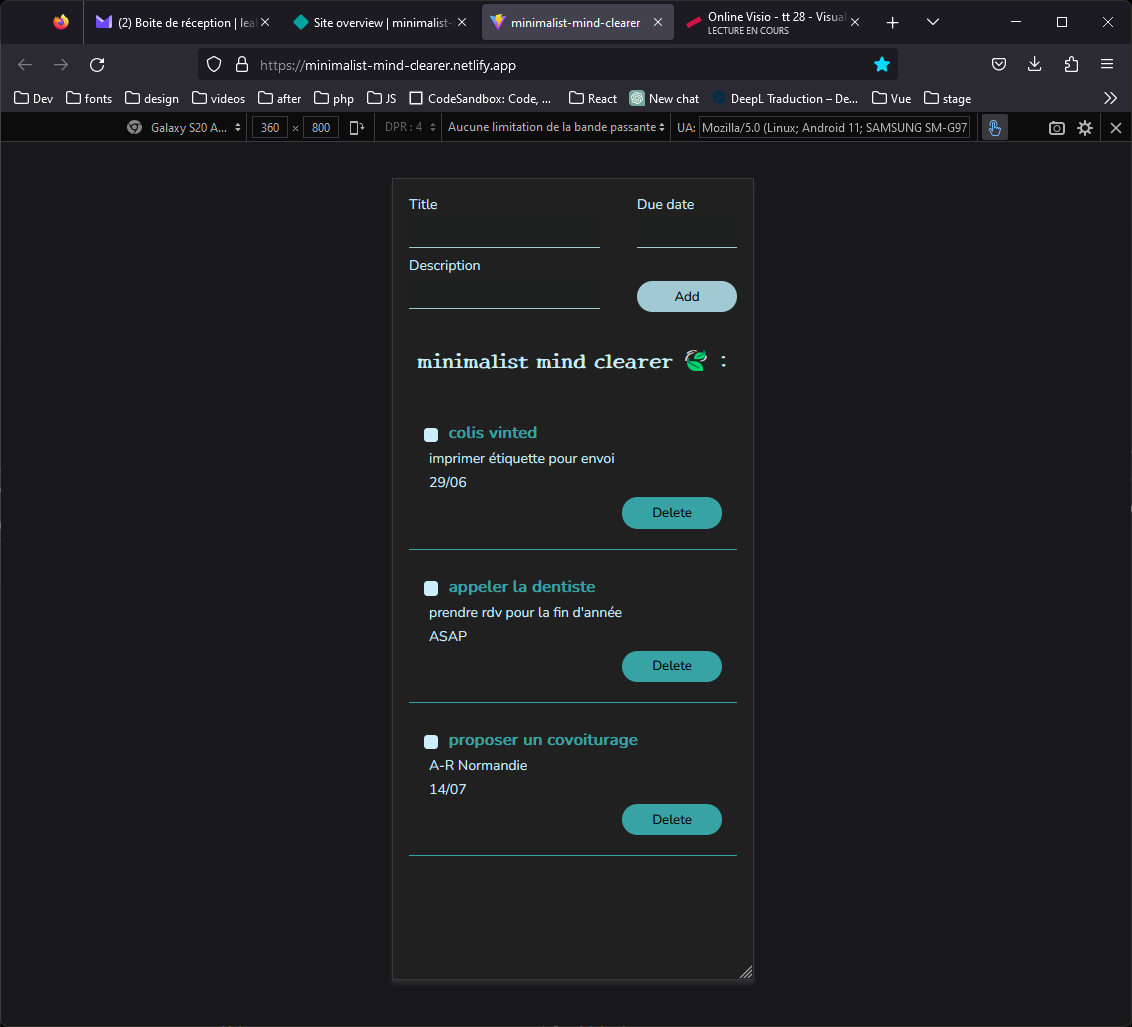 (2) Boite de réception | lea
Site overview | minimalist-
minimalist-mind-clearer
Online Visio - tt 28 - Visual
LECTURE EN COURS
https://minimalist-mind-clearer.netlify.app
Dev fonts design videos after php JS CodeSandbox: Code, ... React New chat DeepL Traduction – De... Vue stage
Galaxy S20 A... 360 × 800 DPR : 4 Aucune limitation de la bande passante UA: Mozilla/5.0 (Linux; Android 11; SAMSUNG SM-G97
Title Due date
Description
Add
minimalist mind clearer :
colis vinted
imprimer étiquette pour envoi
29/06
Delete
appeler la dentiste
prendre rdv pour la fin d'année
ASAP
Delete
proposer un covoiturage
A-R Normandie
14/07
Delete